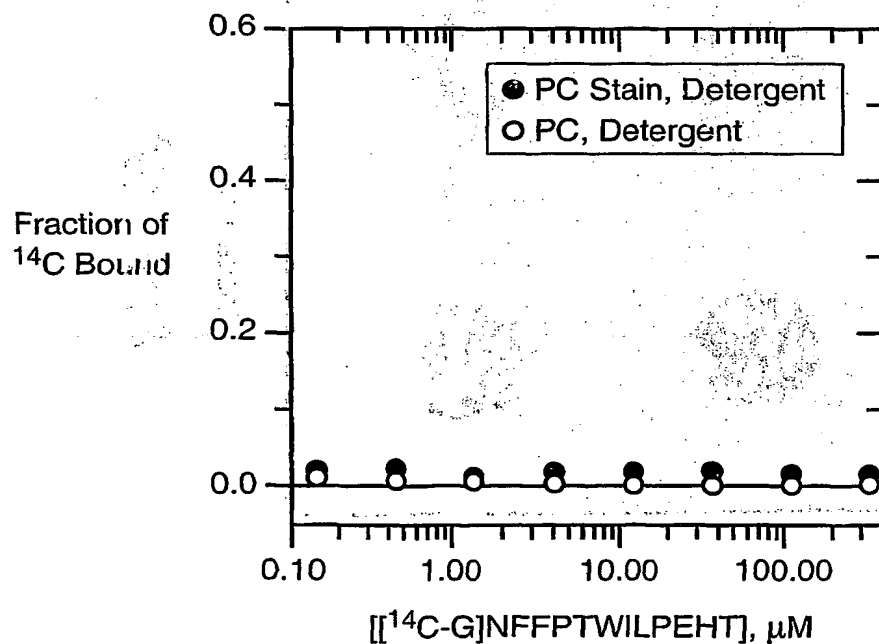 0.6
PC Stain, Detergent
PC, Detergent
0.4
Fraction of
¹⁴C Bound
0.2
0.0
0.10 1.00 10.00 100.00
[[¹⁴C-G]NFFPTWILPEHT], μM